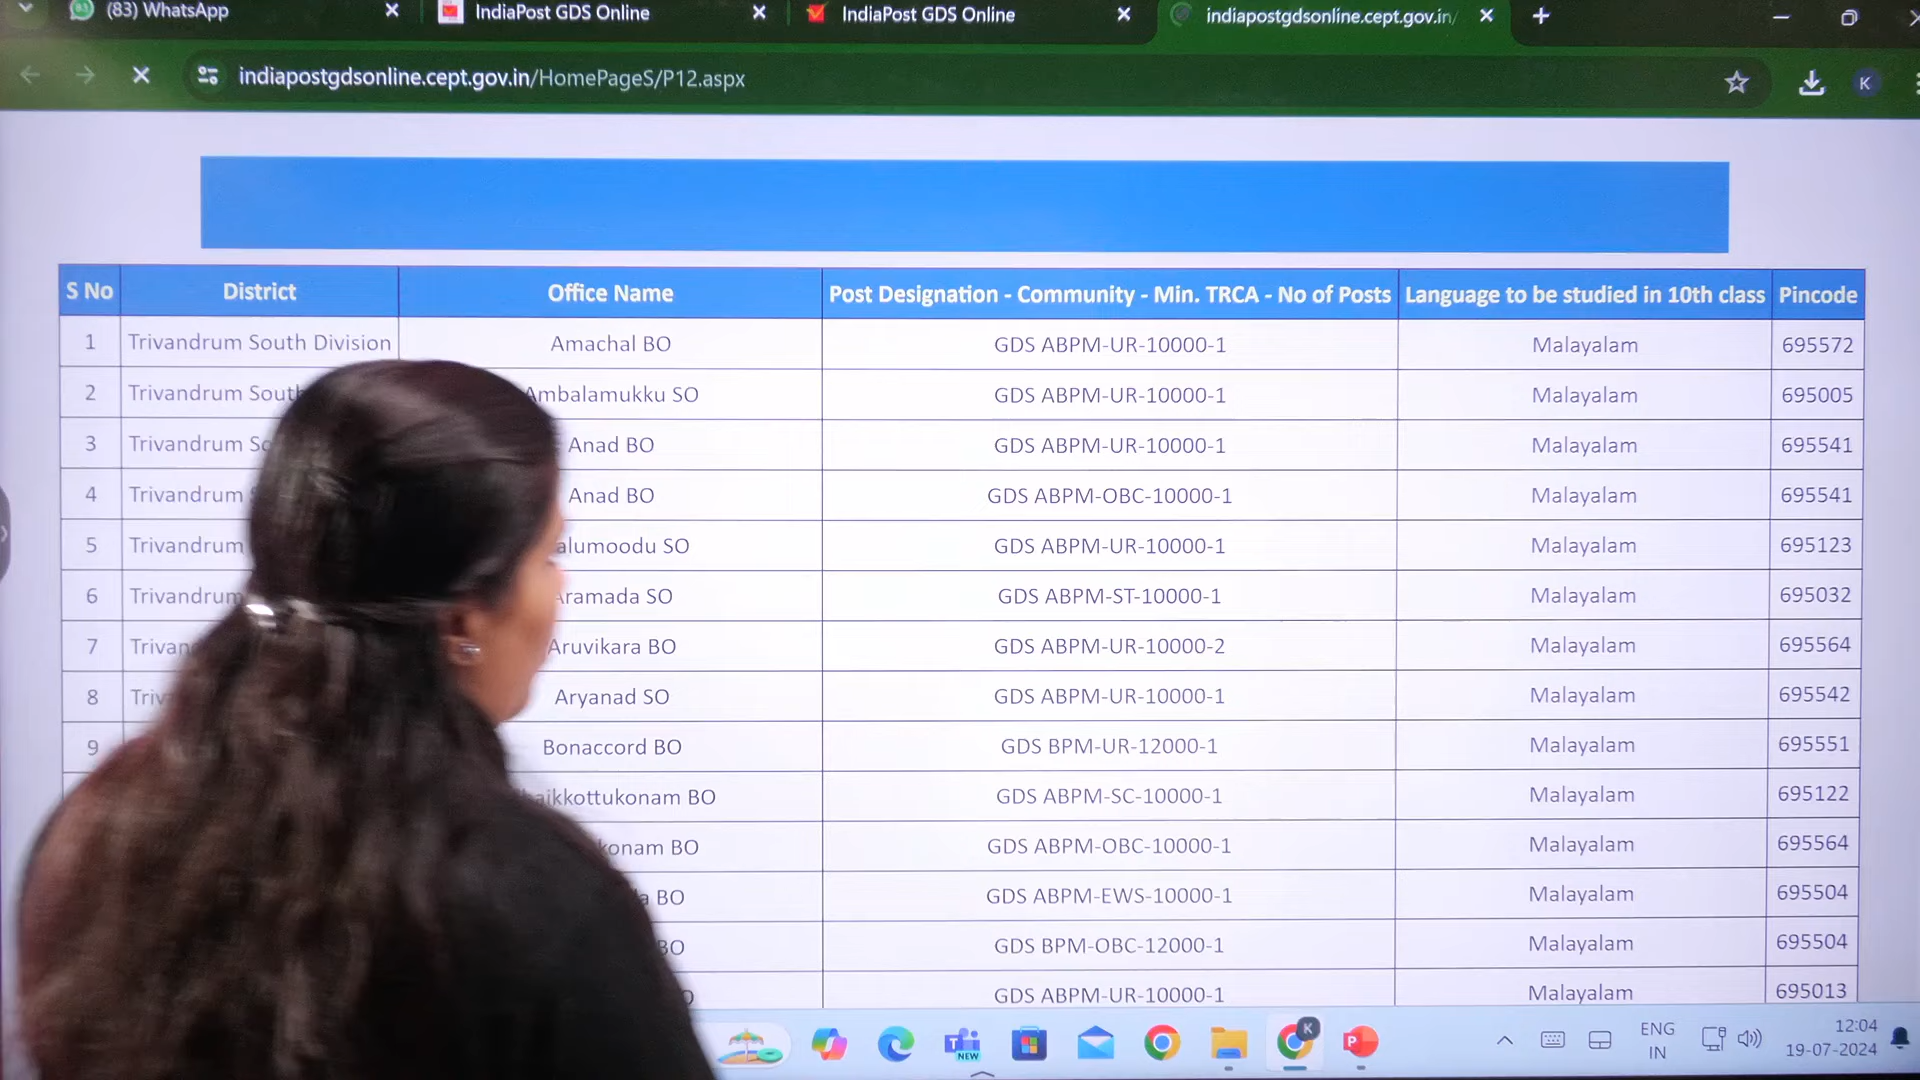 (83) WhatsApp
IndiaPost GDS Online
IndiaPost GDS Online
indiapostgdsonline.cept.gov.in/
indiapostgdsonline.cept.gov.in/HomePageS/P12.aspx
K
S No District Office Name Post Designation - Community - Min. TRCA - No of Posts Language to be studied in 10th class Pincode
1 Trivandrum South Division Amachal BO GDS ABPM-UR-10000-1 Malayalam 695572
2 Trivandrum South Ambalamukku SO GDS ABPM-UR-10000-1 Malayalam 695005
3 Trivandrum Anad BO GDS ABPM-UR-10000-1 Malayalam 695541
4 Trivandrum Anad BO GDS ABPM-OBC-10000-1 Malayalam 695541
5 Trivandrum SO GDS ABPM-UR-10000-1 Malayalam 695123
6 Trivandrum Aramada SO GDS ABPM-ST-10000-1 Malayalam 695032
7 Aruvikara BO GDS ABPM-UR-10000-2 Malayalam 695564
8 Aryanad SO GDS ABPM-UR-10000-1 Malayalam 695542
9 Bonaccord BO GDS BPM-UR-12000-1 Malayalam 695551
BO GDS ABPM-SC-10000-1 Malayalam 695122
BO GDS ABPM-OBC-10000-1 Malayalam 695564
BO GDS ABPM-EWS-10000-1 Malayalam 695504
BO GDS BPM-OBC-12000-1 Malayalam 695504
GDS ABPM-UR-10000-1 Malayalam 695013
NEW
K
P
ENG
IN
12:04
19-07-2024